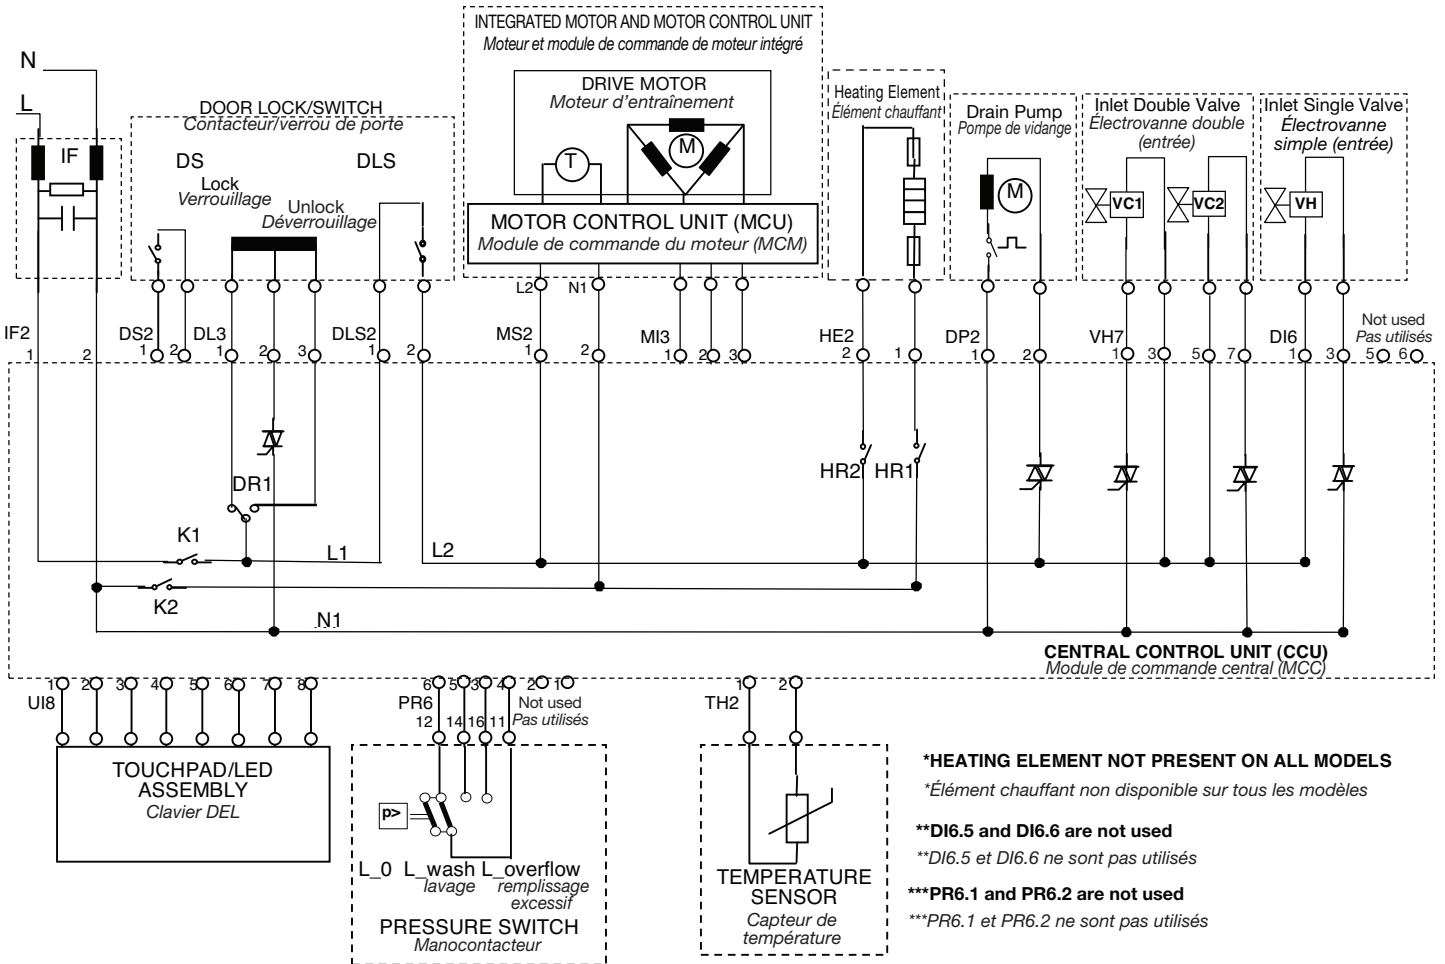 INTEGRATED MOTOR AND MOTOR CONTROL UNIT
Moteur et module de commande de moteur intégré
N
L
IF
DOOR LOCK/SWITCH
Contacteur/verrou de porte
DS
DLS
Lock
Verrouillage
Unlock
Déverrouillage
DRIVE MOTOR
Moteur d'entraînement
T
M
MOTOR CONTROL UNIT (MCU)
Module de commande du moteur (MCM)
Heating Element
Élément chauffant
Drain Pump
Pompe de vidange
M
Inlet Double Valve
Électrovanne double
(entrée)
VC1
VC2
Inlet Single Valve
Électrovanne
simple (entrée)
VH
L2
N1
IF2
1
2
DS2
1
2
DL3
1
2
3
DLS2
1
2
MS2
1
2
MI3
1
2
3
HE2
2
1
DP2
1
2
VH7
1
3
5
7
DI6
1
3
5
6
Not used
Pas utilisés
HR2
HR1
DR1
K1
L1
L2
K2
N1
CENTRAL CONTROL UNIT (CCU)
Module de commande central (MCC)
UI8
1
2
3
4
5
6
7
8
TOUCHPAD/LED
ASSEMBLY
Clavier DEL
PR6
6
5
3
4
2
1
Not used
Pas utilisés
12
14
16
11
p>
L_0
L_wash
lavage
L_overflow
remplissage
excessif
PRESSURE SWITCH
Manocontacteur
TH2
1
2
TEMPERATURE
SENSOR
Capteur de
température
*HEATING ELEMENT NOT PRESENT ON ALL MODELS
*Élément chauffant non disponible sur tous les modèles
**DI6.5 and DI6.6 are not used
**DI6.5 et DI6.6 ne sont pas utilisés
***PR6.1 and PR6.2 are not used
***PR6.1 et PR6.2 ne sont pas utilisés